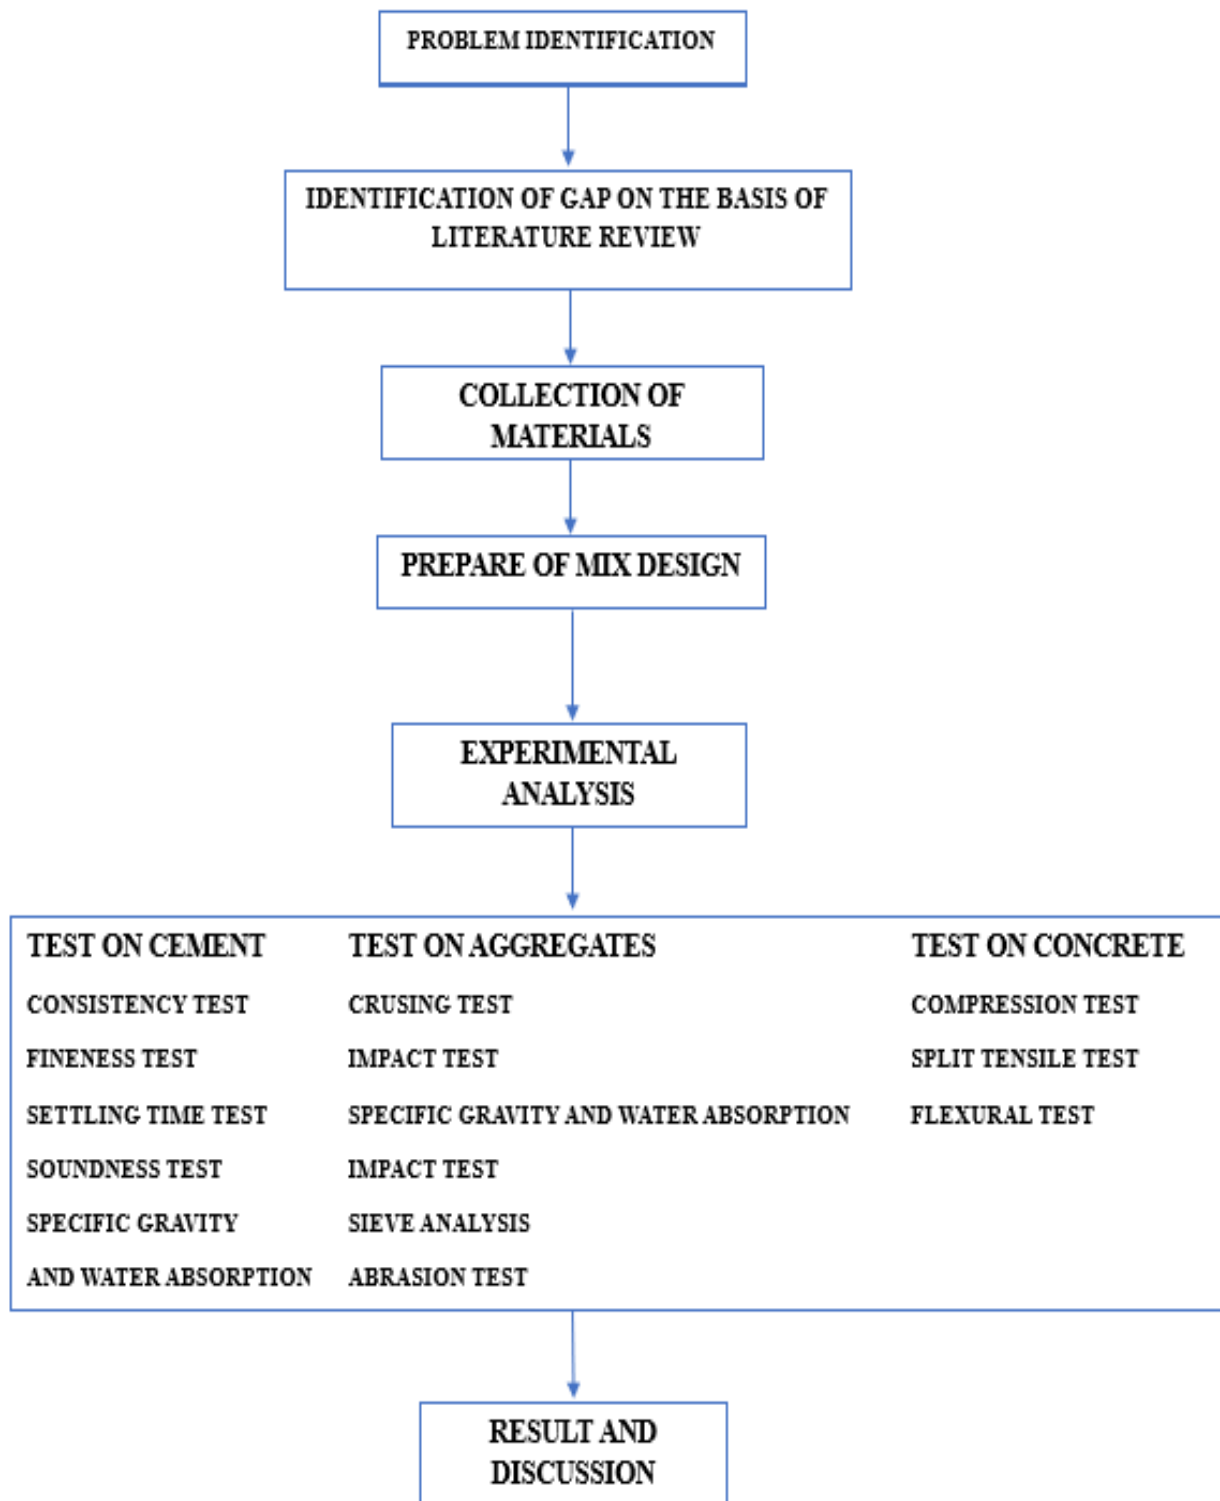 PROBLEM IDENTIFICATION
IDENTIFICATION OF GAP ON THE BASIS OF
LITERATURE REVIEW
COLLECTION OF
MATERIALS
PREPARE OF MIX DESIGN
EXPERIMENTAL
ANALYSIS
TEST ON CEMENT
CONSISTENCY TEST
FINENESS TEST
SETTLING TIME TEST
SOUNDNESS TEST
SPECIFIC GRAVITY
AND WATER ABSORPTION
TEST ON AGGREGATES
CRUSING TEST
IMPACT TEST
SPECIFIC GRAVITY AND WATER ABSORPTION
IMPACT TEST
SIEVE ANALYSIS
ABRASION TEST
TEST ON CONCRETE
COMPRESSION TEST
SPLIT TENSILE TEST
FLEXURAL TEST
RESULT AND
DISCUSSION